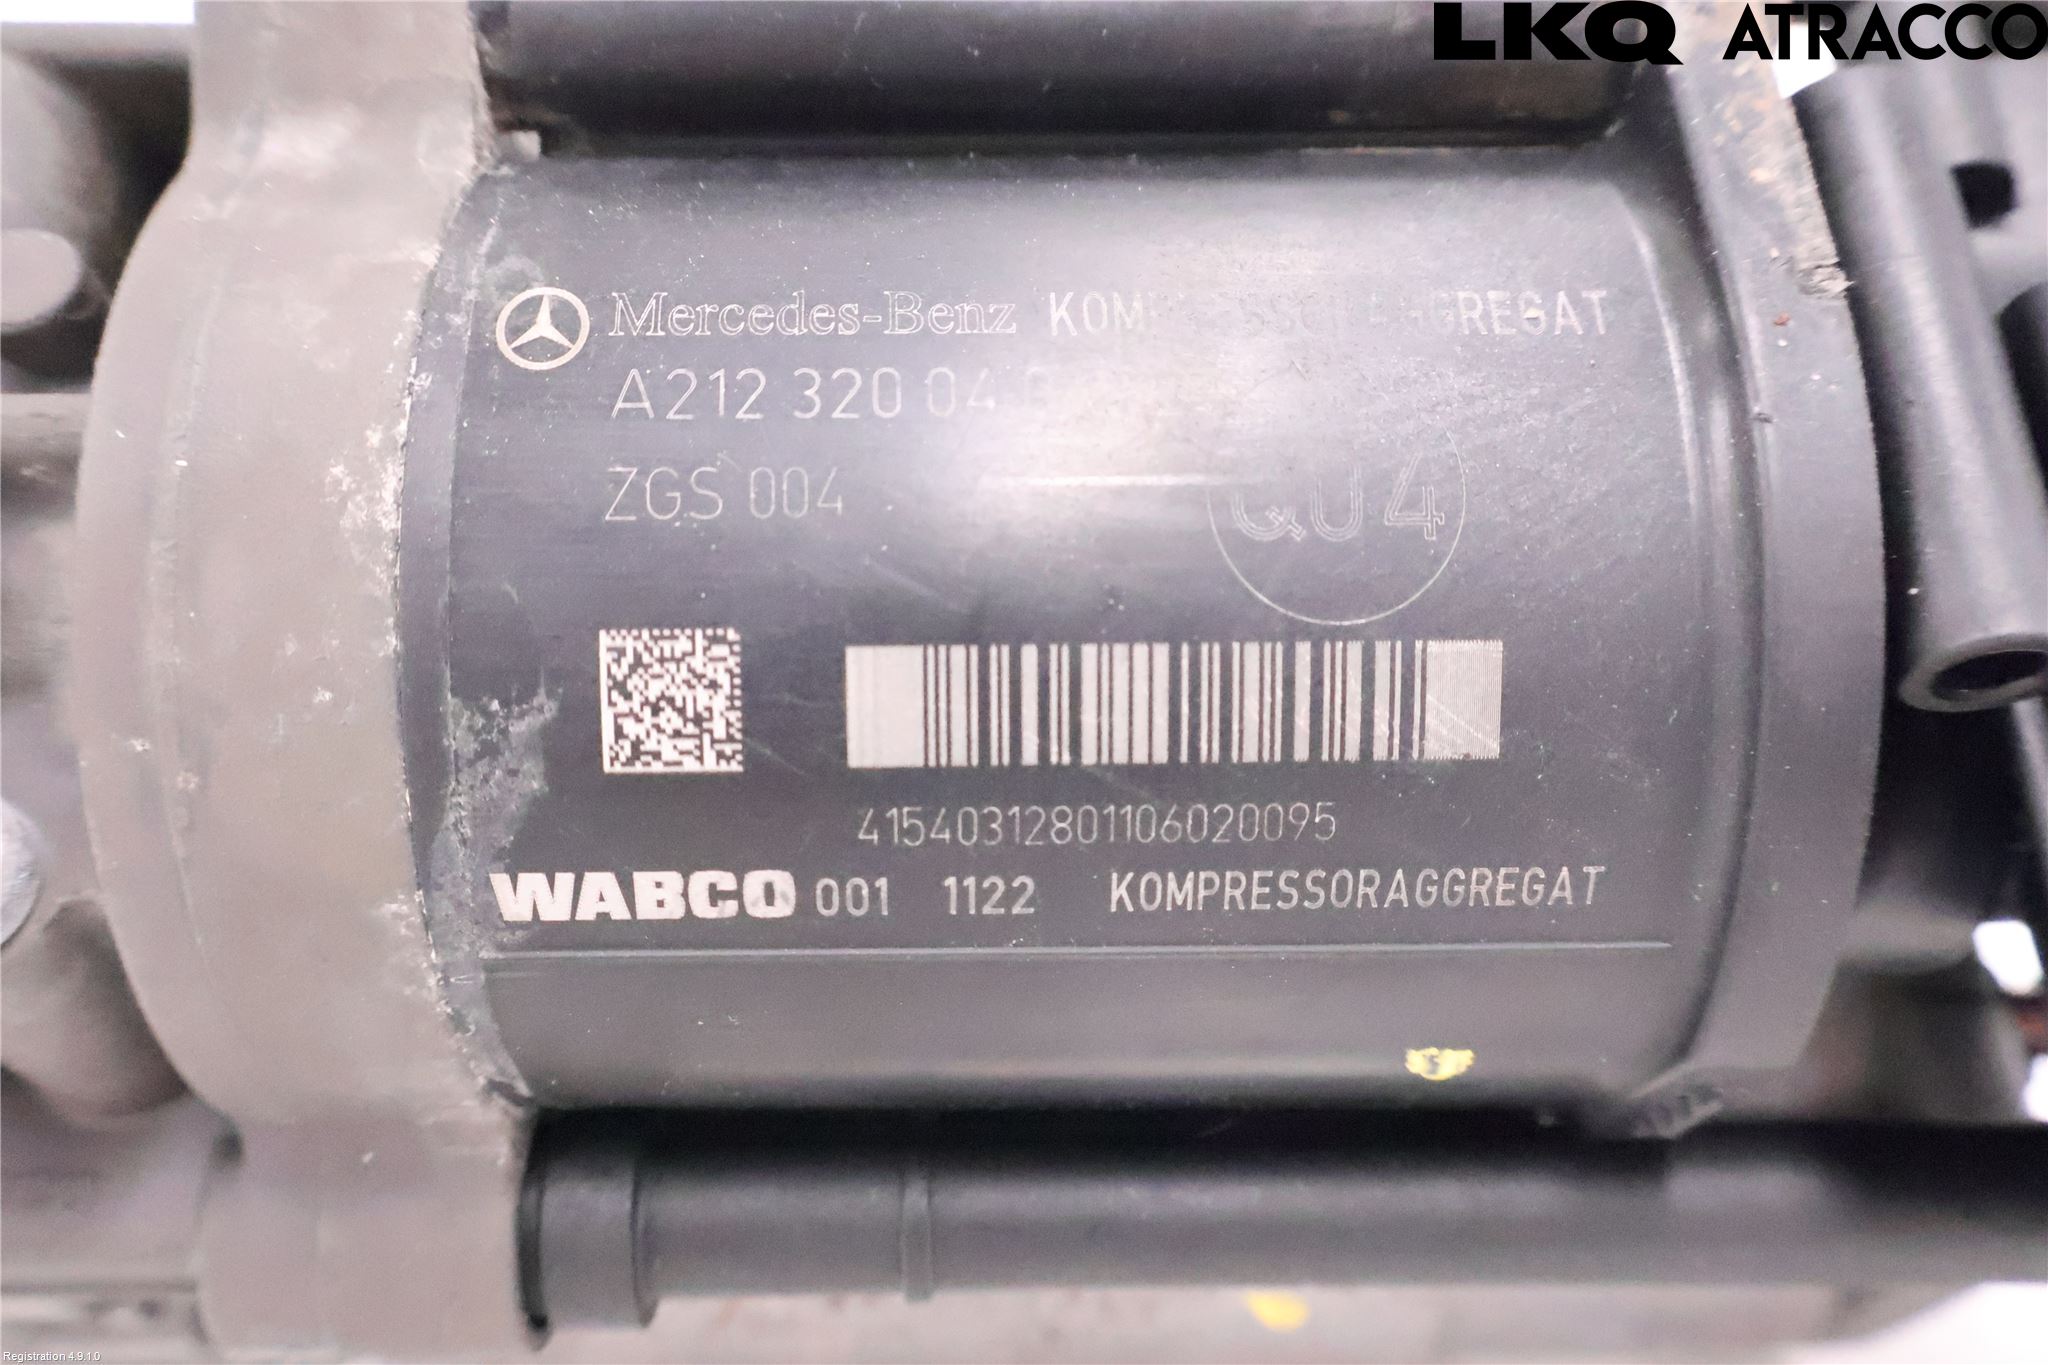 LKQ ATRACCO
Mercedes-Benz
A212 320 04
ZGS 004
QU4
41540312801106020095
WABCO 001 1122 KOMPRESSORAGGREGAT
Registration 4.9.1.0